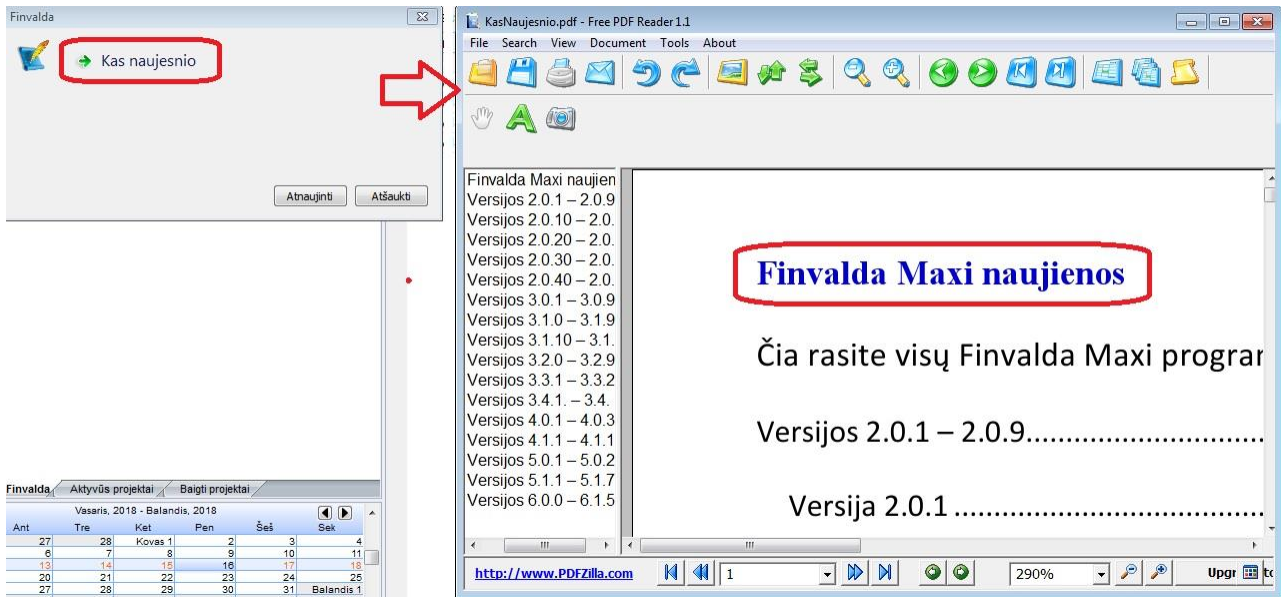 Finvalda
Kas naujesnio
Atnaujinti Atšaukti
Finvalda Aktyvūs projektai Baigti projektai
Vasaris, 2018 - Balandis, 2018
Ant Tre Ket Pen Šeš Sek
27 28 Kovas 1 2 3 4
6 7 8 9 10 11
13 14 15 16 17 18
20 21 22 23 24 25
27 28 29 30 31 Balandis 1
KasNaujesnio.pdf - Free PDF Reader 1.1
File Search View Document Tools About
Finvalda Maxi naujien
Versijos 2.0.1 – 2.0.9
Versijos 2.0.10 – 2.0.
Versijos 2.0.20 – 2.0.
Versijos 2.0.30 – 2.0.
Versijos 2.0.40 – 2.0.
Versijos 3.0.1 – 3.0.9
Versijos 3.1.0 – 3.1.9
Versijos 3.1.10 – 3.1.
Versijos 3.2.0 – 3.2.9
Versijos 3.3.1 – 3.3.2
Versijos 3.4.1. – 3.4.
Versijos 4.0.1 – 4.0.3
Versijos 4.1.1 – 4.1.1
Versijos 5.0.1 – 5.0.2
Versijos 5.1.1 – 5.1.7
Versijos 6.0.0 – 6.1.5
Finvalda Maxi naujienos
Čia rasite visų Finvalda Maxi prograr
Versijos 2.0.1 – 2.0.9..............................
Versija 2.0.1 .......................................
http://www.PDFZilla.com 1 290% Upgr